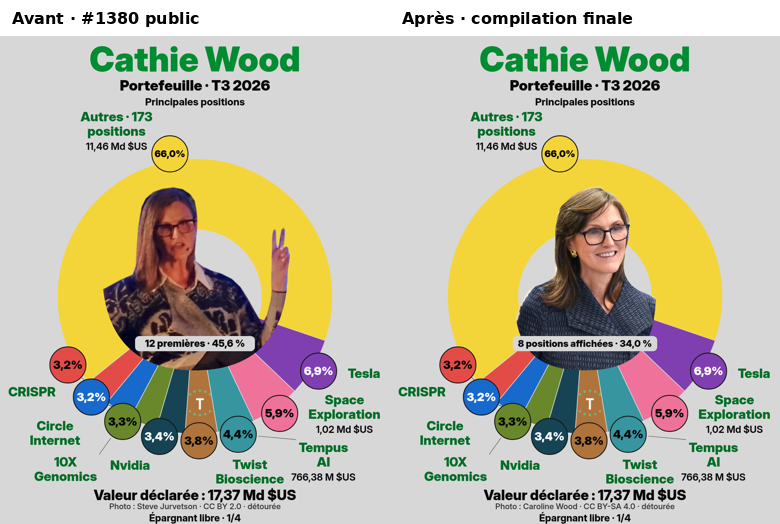 Avant · #1380 public
Cathie Wood
Portefeuille · T3 2026
Principales positions
Autres · 173
positions
11,46 Md $US
66,0%
12 premières · 45,6 %
3,2%
6,9%
Tesla
CRISPR
3,2%
Space
Exploration
1,02 Md $US
5,9%
Circle
Internet
3,3%
T
3,4%
3,8%
4,4%
Tempus
AI
766,38 M $US
10X
Genomics
Nvidia
Twist
Bioscience
Valeur déclarée : 17,37 Md $US
Photo : Steve Jurvetson · CC BY 2.0 · détourée
Épargnant libre · 1/4
Après · compilation finale
Cathie Wood
Portefeuille · T3 2026
Principales positions
Autres · 173
positions
11,46 Md $US
66,0%
8 positions affichées · 34,0 %
3,2%
6,9%
Tesla
CRISPR
3,2%
Space
Exploration
1,02 Md $US
5,9%
Circle
Internet
3,3%
T
3,4%
3,8%
4,4%
Tempus
AI
766,38 M $US
10X
Genomics
Nvidia
Twist
Bioscience
Valeur déclarée : 17,37 Md $US
Photo : Caroline Wood · CC BY-SA 4.0 · détourée
Épargnant libre · 1/4